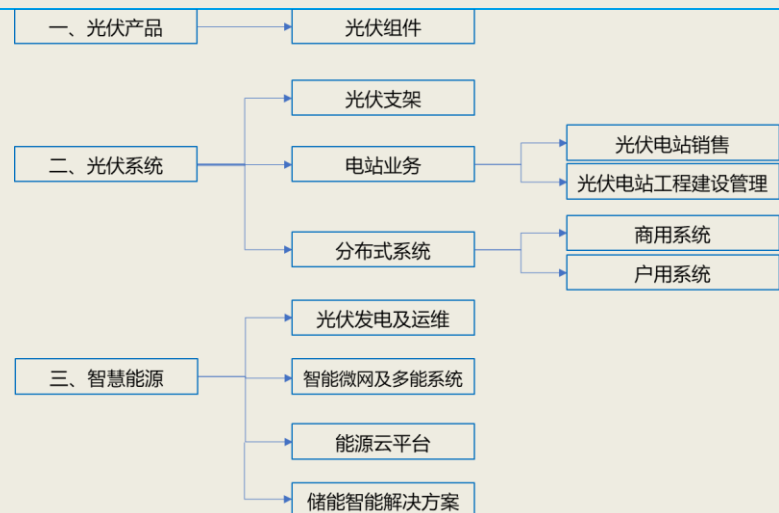 一、光伏产品
光伏组件
二、光伏系统
光伏支架
电站业务
光伏电站销售
光伏电站工程建设管理
分布式系统
商用系统
户用系统
三、智慧能源
光伏发电及运维
智能微网及多能系统
能源云平台
储能智能解决方案